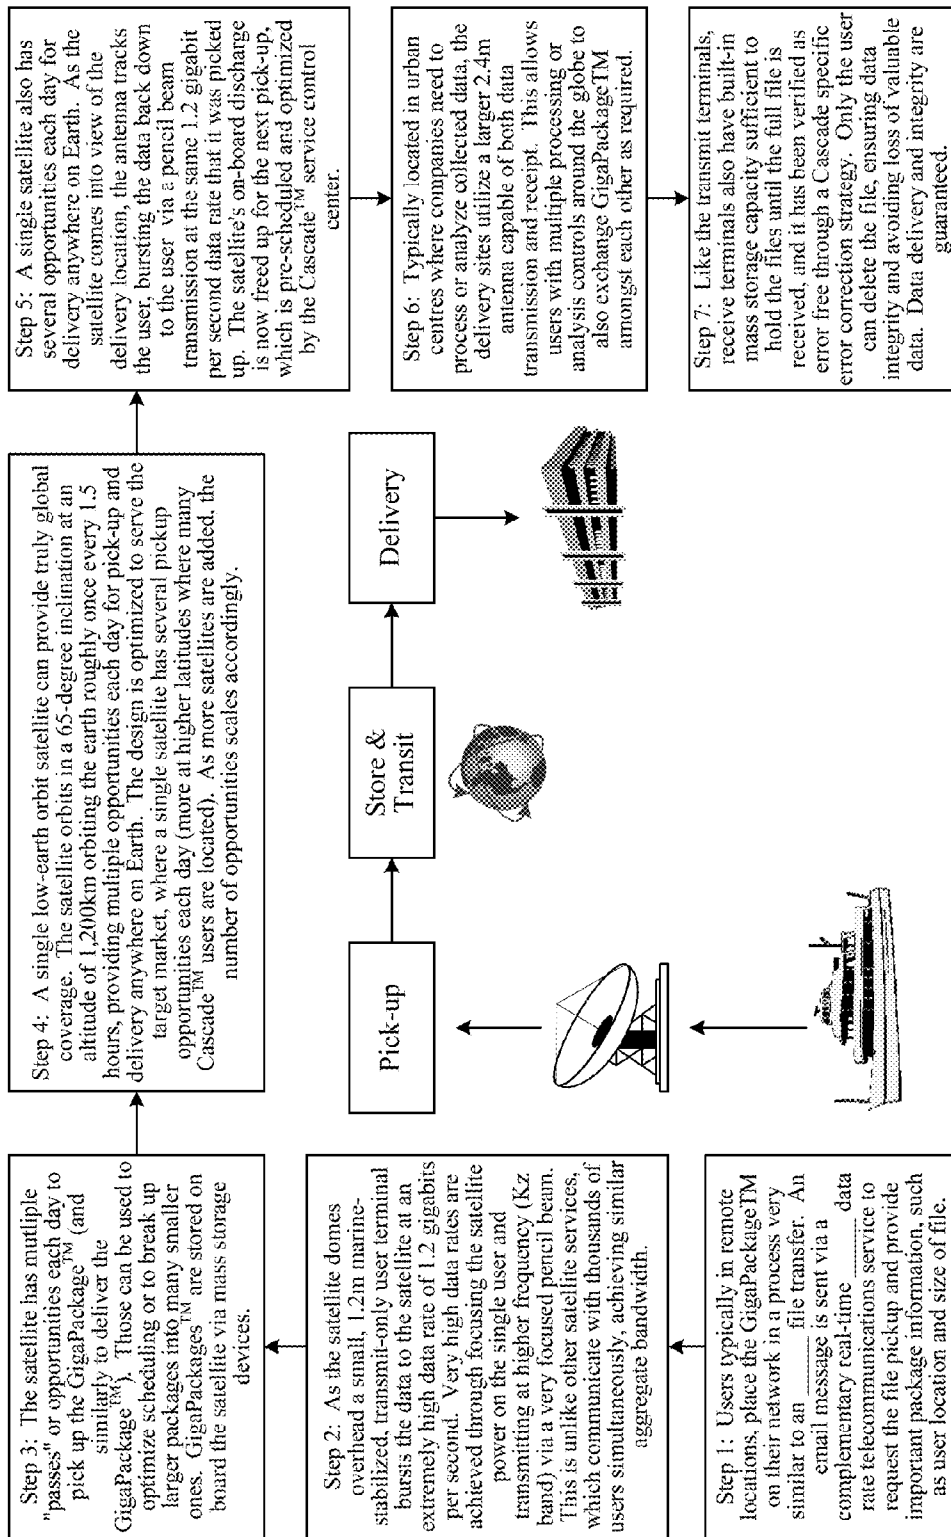 Step 1: Users typically in remote
locations, place the GigaPackageTM
on their network in a process very
similar to an ______ file transfer. An
email message is sent via a
complementary real-time ______ data
rate telecommunications service to
request the file pickup and provide
important package information, such
as user location and size of file.
Step 2: As the satellite domes
overhead a small, 1.2m marine-
stabilized, transmit-only user terminal
bursts the data to the satellite at an
extremely high data rate of 1.2 gigabits
per second. Very high data rates are
achieved through focusing the satellite
power on the single user and
transmitting at higher frequency (Kz
band) via a very focused pencil beam.
This is unlike other satellite services,
which communicate with thousands of
users simultaneously, achieving similar
aggregate bandwidth.
Step 3: The satellite has mutiple
"passes" or opportunities each day to
pick up the GigaPackage™ (and
similarly to deliver the
GigaPackage™). Those can be used to
optimize scheduling or to break up
larger packages into many smaller
ones. GigaPackages™ are stored on
board the satellite via mass storage
devices.
Step 4: A single low-earth orbit satellite can provide truly global
coverage. The satellite orbits in a 65-degree inclination at an
altitude of 1,200km orbiting the earth roughly once every 1.5
hours, providing multiple opportunities each day for pick-up and
delivery anywhere on Earth. The design is optimized to serve the
target market, where a single satellite has several pickup
opportunities each day (more at higher latitudes where many
Cascade™ users are located). As more satellites are added, the
number of opportunities scales accordingly.
Step 5: A single satellite also has
several opportunities each day for
delivery anywhere on Earth. As the
satellite comes into view of the
delivery location, the antenna tracks
the user, bursting the data back down
to the user via a pencil beam
transmission at the same 1.2 gigabit
per second data rate that it was picked
up. The satellite's on-board discharge
is now freed up for the next pick-up,
which is pre-scheduled and optimized
by the Cascade™ service control
center.
Step 6: Typically located in urban
centres where companies need to
process or analyze collected data, the
delivery sites utilize a larger 2.4m
antenna capable of both data
transmission and receipt. This allows
users with multiple processing or
analysis controls around the globe to
also exchange GigaPackageTM
amongst each other as required.
Step 7: Like the transmit terminals,
receive terminals also have built-in
mass storage capacity sufficient to
hold the files until the full file is
received, and it has been verified as
error free through a Cascade specific
error correction strategy. Only the user
can delete the file, ensuring data
integrity and avoiding loss of valuable
data. Data delivery and integrity are
guaranteed.
Pick-up
Store &
Transit
Delivery